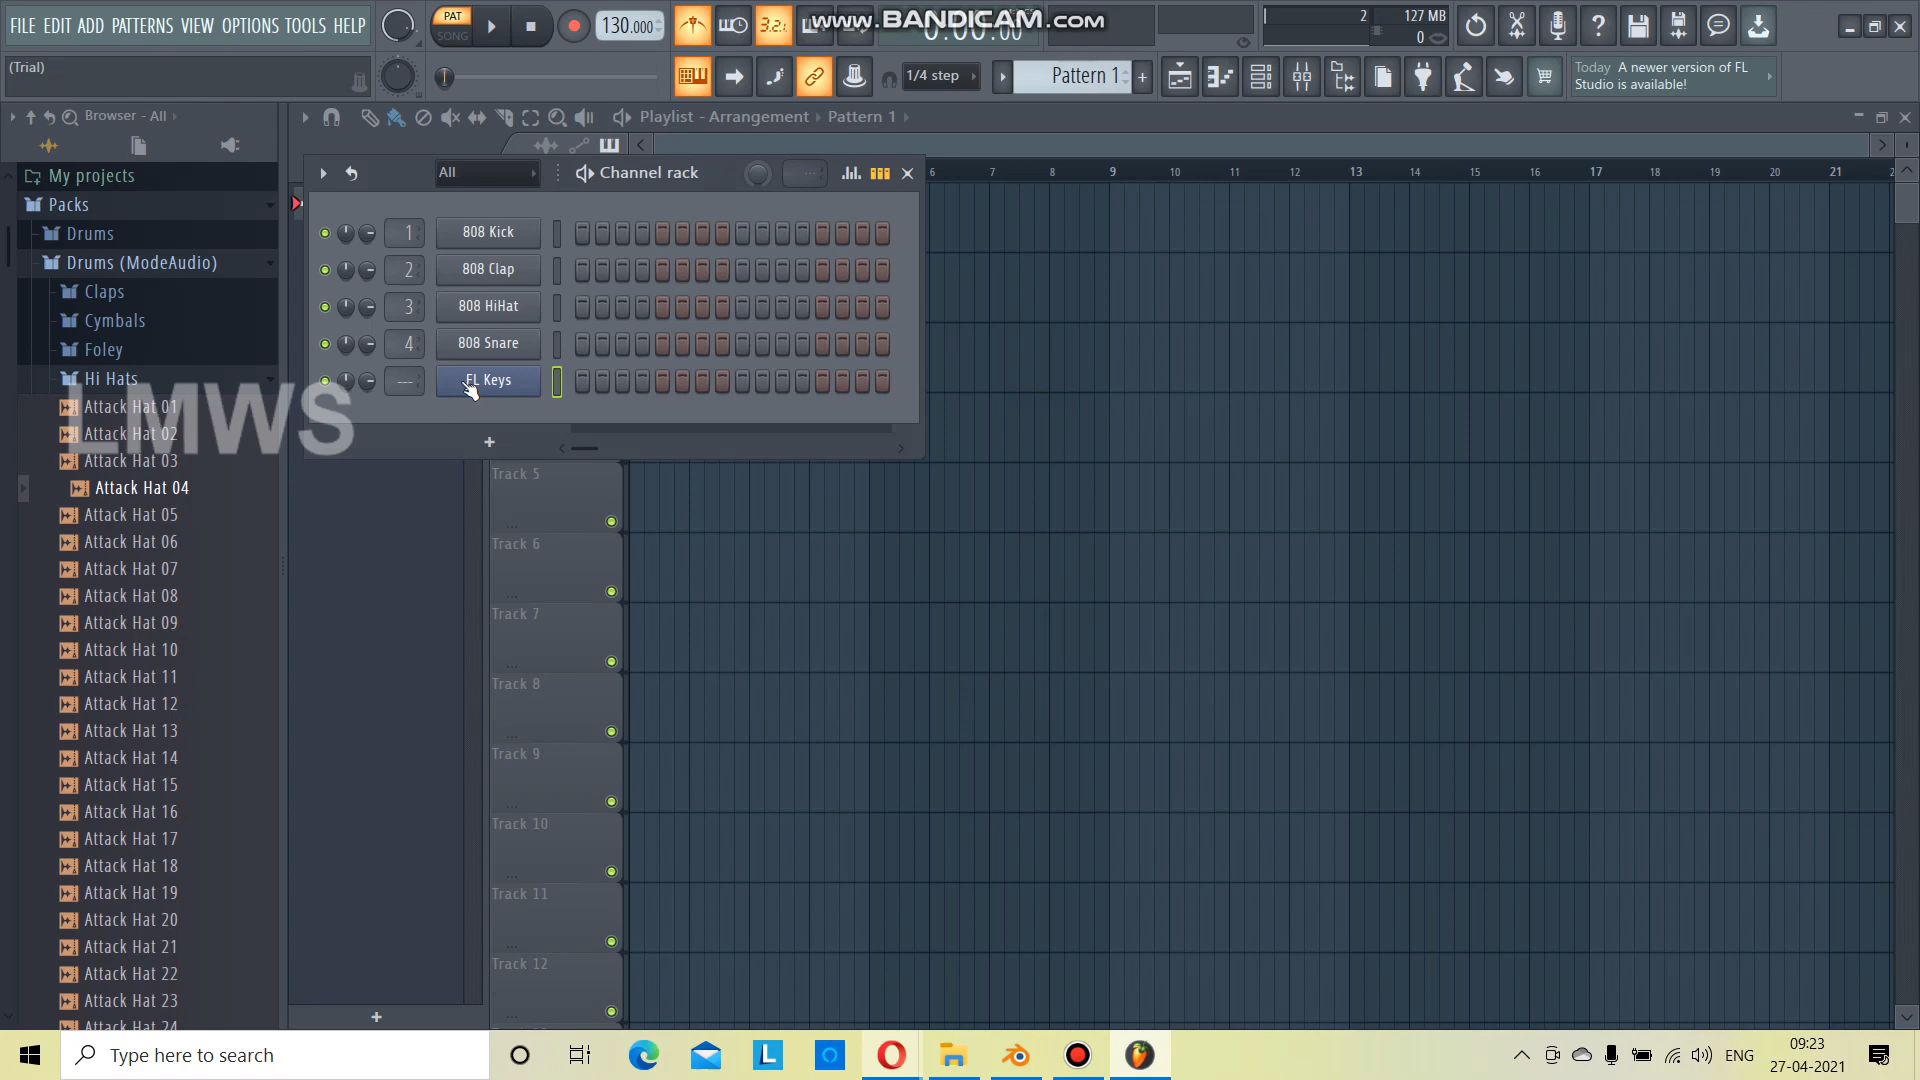 FILE EDIT ADD PATTERNS VIEW OPTIONS TOOLS HELP
PAT
SONG
130.000
3.2.
www.BANDICAM.com
2
127 MB
0
(Trial)
1/4 step
Pattern 1
Today A newer version of FL
Studio is available!
Browser - All
Playlist - Arrangement
Pattern 1
My projects
Packs
Drums
Drums (ModeAudio)
Claps
Cymbals
Foley
Hi Hats
Attack Hat 01
Attack Hat 02
Attack Hat 03
Attack Hat 04
Attack Hat 05
Attack Hat 06
Attack Hat 07
Attack Hat 08
Attack Hat 09
Attack Hat 10
Attack Hat 11
Attack Hat 12
Attack Hat 13
Attack Hat 14
Attack Hat 15
Attack Hat 16
Attack Hat 17
Attack Hat 18
Attack Hat 19
Attack Hat 20
Attack Hat 21
Attack Hat 22
Attack Hat 23
Attack Hat 24
LMWS
All
Channel rack
1 808 Kick
2 808 Clap
3 808 HiHat
4 808 Snare
--- FL Keys
6 7 8 9 10 11 12 13 14 15 16 17 18 19 20 21
Track 5
Track 6
Track 7
Track 8
Track 9
Track 10
Track 11
Track 12
Type here to search
ENG
09:23
27-04-2021